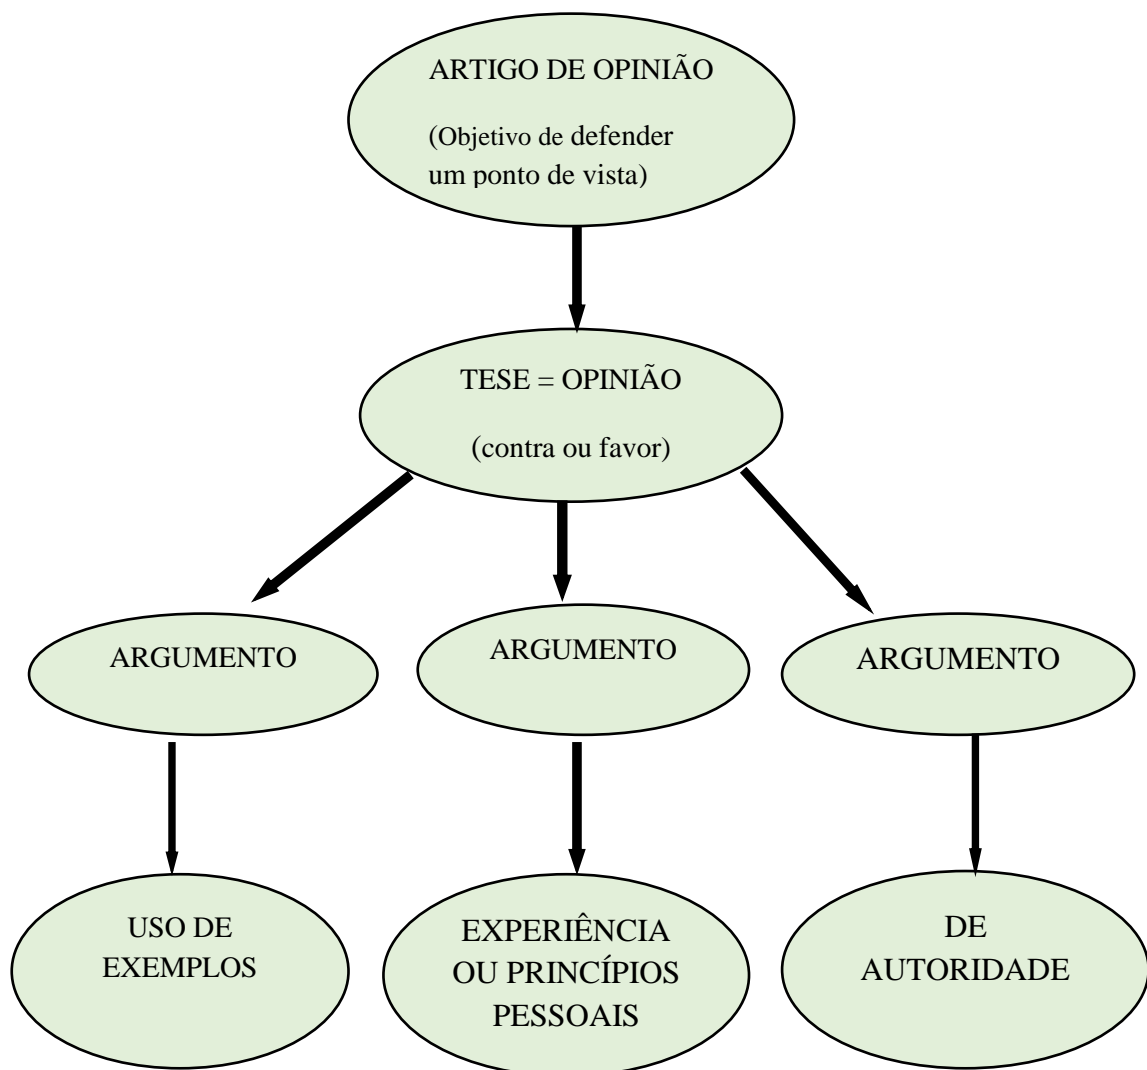 ARTIGO DE OPINIÃO
(Objetivo de defender
um ponto de vista)
TESE = OPINIÃO
(contra ou favor)
ARGUMENTO
ARGUMENTO
ARGUMENTO
USO DE
EXEMPLOS
EXPERIÊNCIA
OU PRINCÍPIOS
PESSOAIS
DE
AUTORIDADE